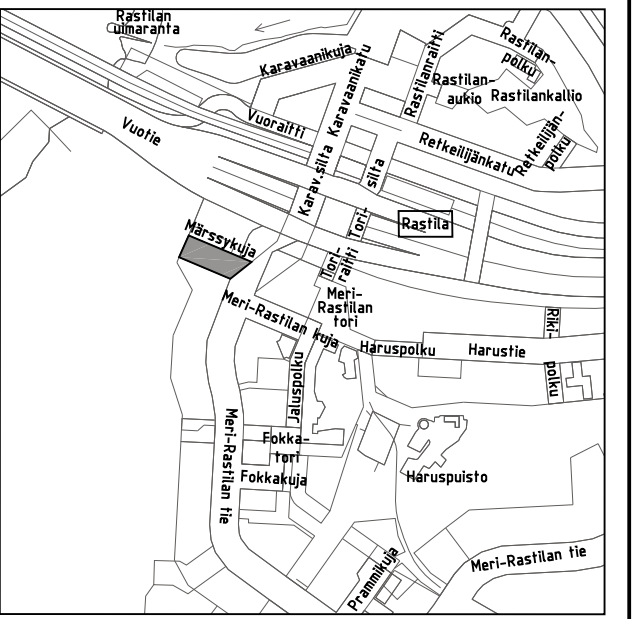 Rastilan
uimaranta
Karavaanikuja
Karavaanikatu
Rastilanraitti
Rastilan-
polku
Rastilan-
aukio
Rastilankallio
Vuoraitti
Vuotie
Retkeilijänkatu
Retkeilijän-
polku
Karav.silta
silta
Tori-
Rastila
Märssykuja
Tori-
raitti
Meri-
Rastilan
tori
Meri-Rastilan kuja
Haruspolku
Harustie
Riki-
polku
Jaluspolku
Meri-Rastilan tie
Fokka-
tori
Fokkakuja
Haruspuisto
Prammikuja
Meri-Rastilan tie